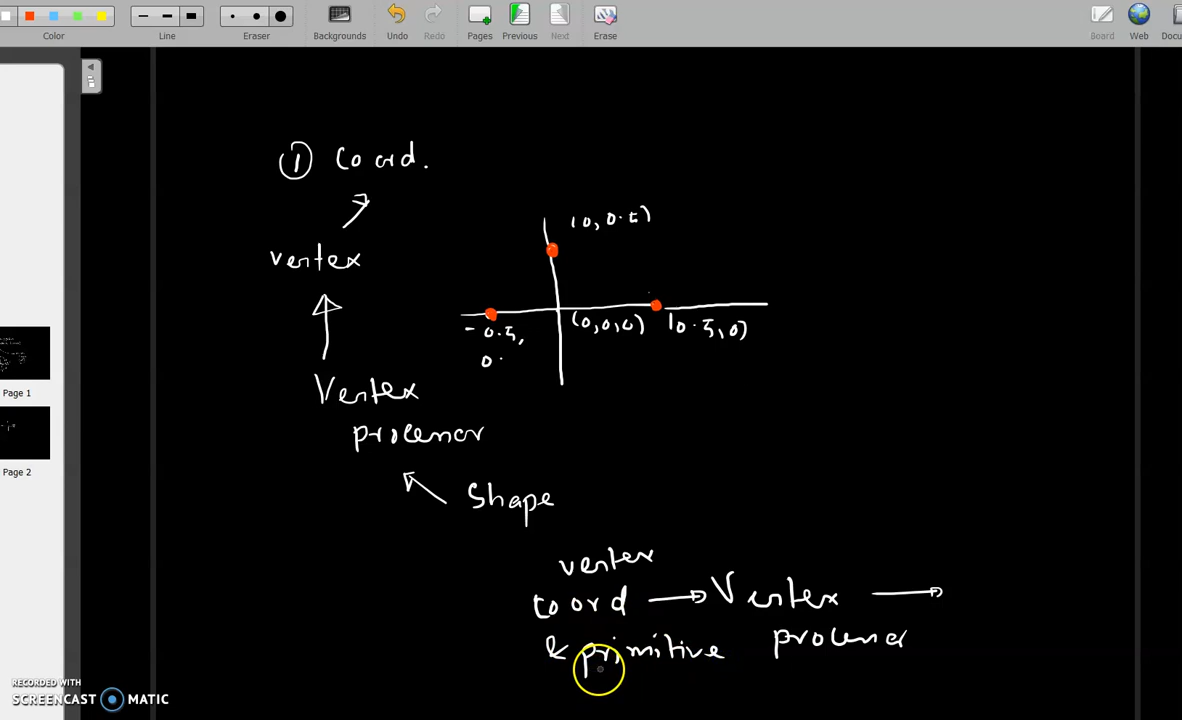 Color
Line
Eraser
Backgrounds
Undo
Redo
Pages
Previous
Next
Erase
Board
Web
Docu
① Coord.
(0, 0.5)
vertex
(0,0,0)
(0.5,0)
-0.5,
0.
Vertex
processor
Shape
vertex
coord → Vertex →
& primitive processor
Page 1
Page 2
RECORDED WITH
SCREENCAST MATIC